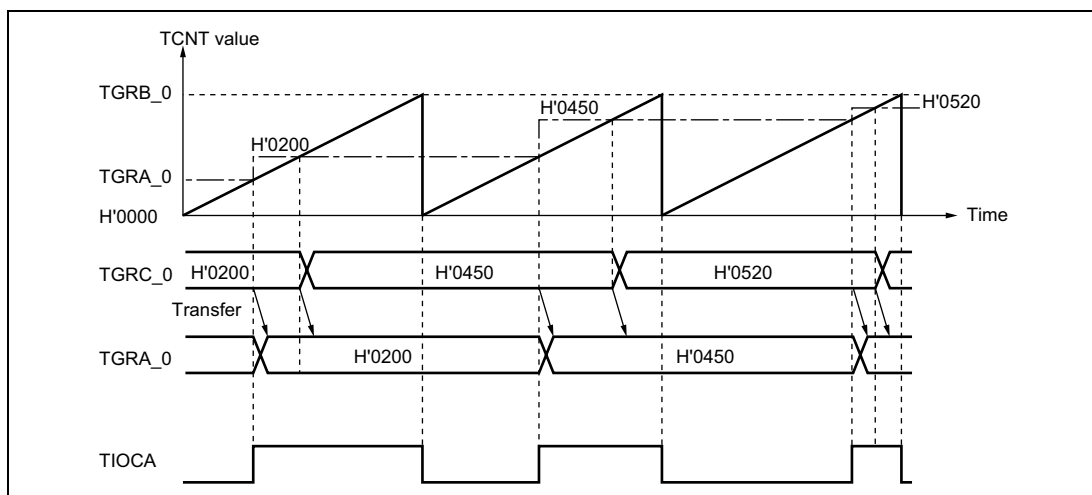 TCNT value
TGRB_0
H'0520
H'0450
H'0200
TGRA_0
H'0000
Time
TGRC_0
H'0200
H'0450
H'0520
Transfer
TGRA_0
H'0200
H'0450
TIOCA